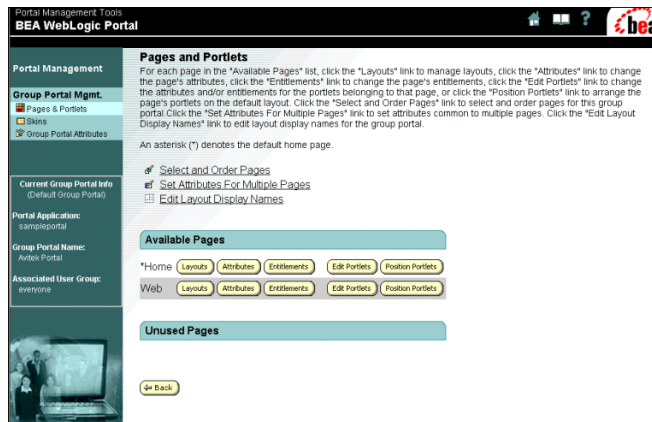 Portal Management Tools
BEA WebLogic Portal
?
bea
Portal Management
Group Portal Mgmt.
Pages & Portlets
Skins
Group Portal Attributes
Current Group Portal Info
(Default Group Portal)
Portal Application:
sampleportal
Group Portal Name:
Avitek Portal
Associated User Group:
everyone
Pages and Portlets
For each page in the "Available Pages" list, click the "Layouts" link to manage layouts, click the "Attributes" link to change
the page's attributes, click the "Entitlements" link to change the page's entitlements, click the "Edit Portlets" link to change
the attributes and/or entitlements for the portlets belonging to that page, or click the "Position Portlets" link to arrange the
page's portlets on the default layout. Click the "Select and Order Pages" link to select and order pages for this group
portal.Click the "Set Attributes For Multiple Pages" link to set attributes common to multiple pages. Click the "Edit Layout
Display Names" link to edit layout display names for the group portal.
An asterisk (*) denotes the default home page.
Select and Order Pages
Set Attributes For Multiple Pages
Edit Layout Display Names
Available Pages
*Home Layouts Attributes Entitlements Edit Portlets Position Portlets
Web Layouts Attributes Entitlements Edit Portlets Position Portlets
Unused Pages
Back